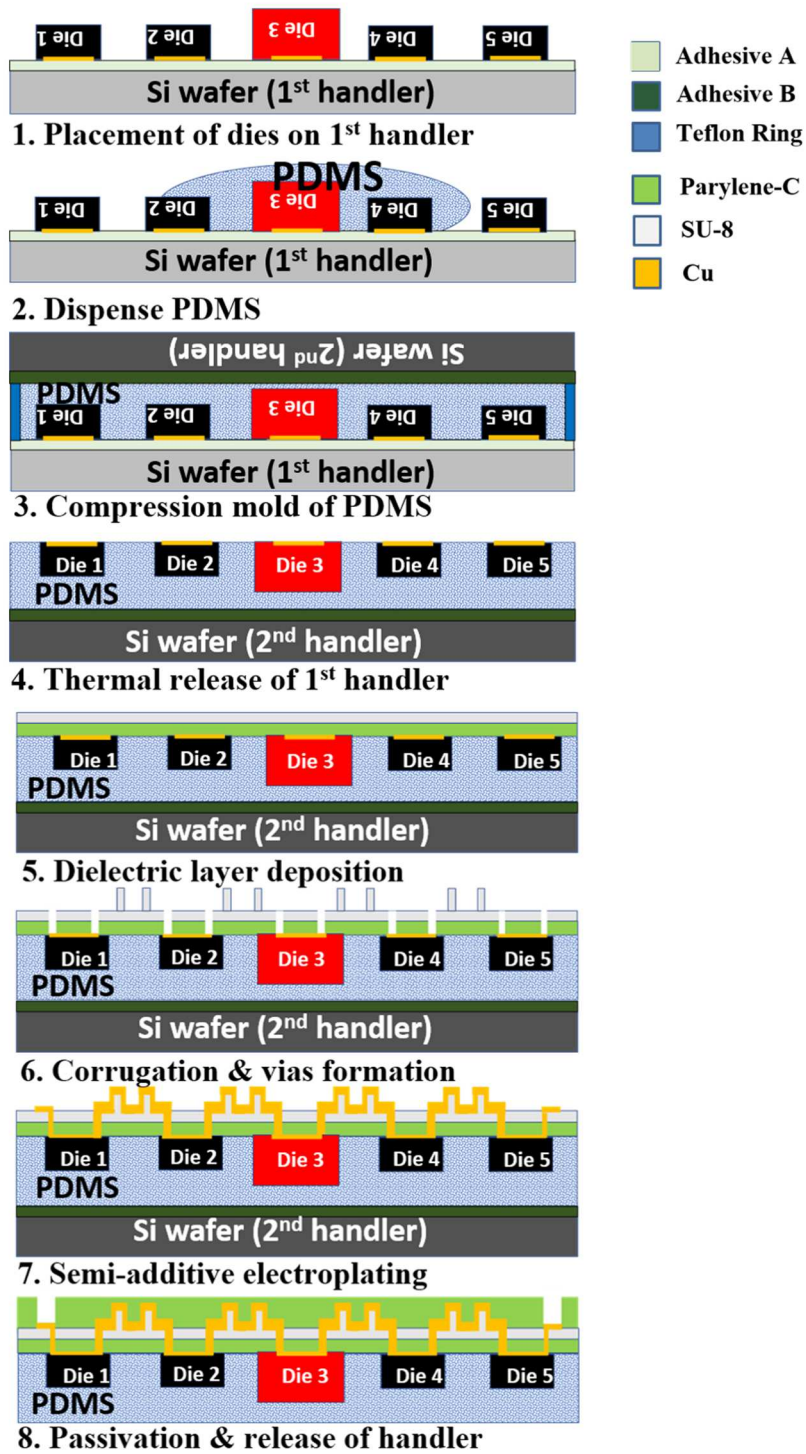 Die 1 Die 2 Die 3 Die 4 Die 5
Si wafer (1st handler)
1. Placement of dies on 1st handler
PDMS
Die 1 Die 2 Die 3 Die 4 Die 5
Si wafer (1st handler)
2. Dispense PDMS
Si wafer (2nd handler)
PDMS
Die 1 Die 2 Die 3 Die 4 Die 5
Si wafer (1st handler)
3. Compression mold of PDMS
Die 1 Die 2 Die 3 Die 4 Die 5
PDMS
Si wafer (2nd handler)
4. Thermal release of 1st handler
Die 1 Die 2 Die 3 Die 4 Die 5
PDMS
Si wafer (2nd handler)
5. Dielectric layer deposition
Die 1 Die 2 Die 3 Die 4 Die 5
PDMS
Si wafer (2nd handler)
6. Corrugation & vias formation
Die 1 Die 2 Die 3 Die 4 Die 5
PDMS
Si wafer (2nd handler)
7. Semi-additive electroplating
Die 1 Die 2 Die 3 Die 4 Die 5
PDMS
8. Passivation & release of handler
Adhesive A
Adhesive B
Teflon Ring
Parylene-C
SU-8
Cu